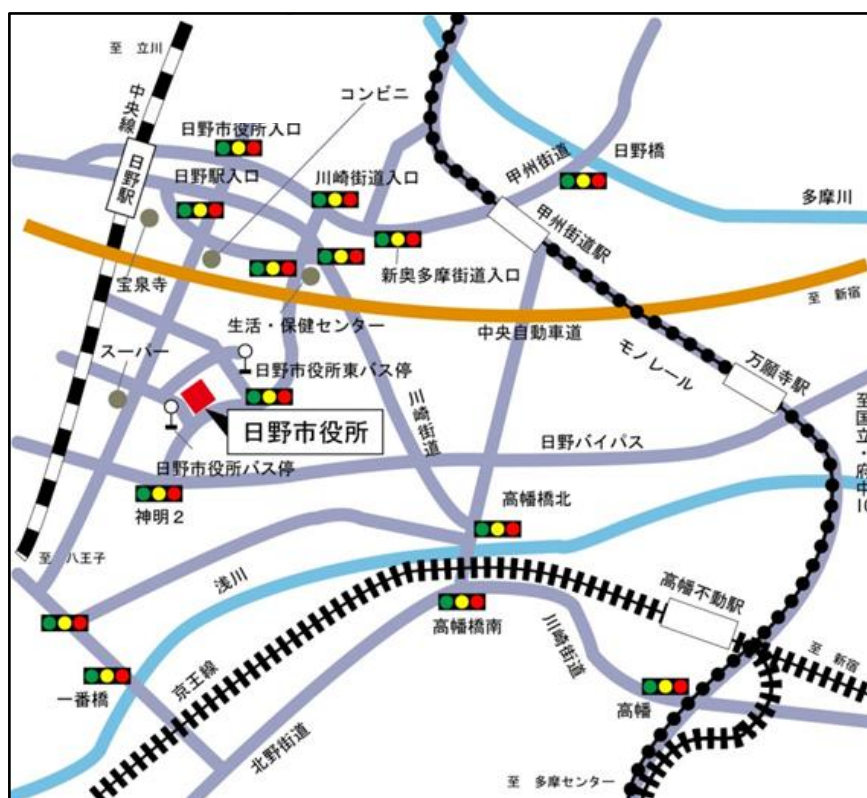 至 立川
中央線
コンビニ
日野市役所入口
日野橋
甲州街道
日野駅
日野駅入口
川崎街道入口
多摩川
甲州街道駅
新奥多摩街道入口
宝泉寺
至 新宿
生活・保健センター
中央自動車道
モノレール
スーパー
日野市役所東バス停
万願寺駅
川崎街道
日野市役所
日野バイパス
至国立・府中IC
日野市役所バス停
神明2
高幡橋北
至 八王子
浅川
高幡不動駅
高幡橋南
川崎街道
至 新宿
京王線
一番橋
高幡
北野街道
至 多摩センター